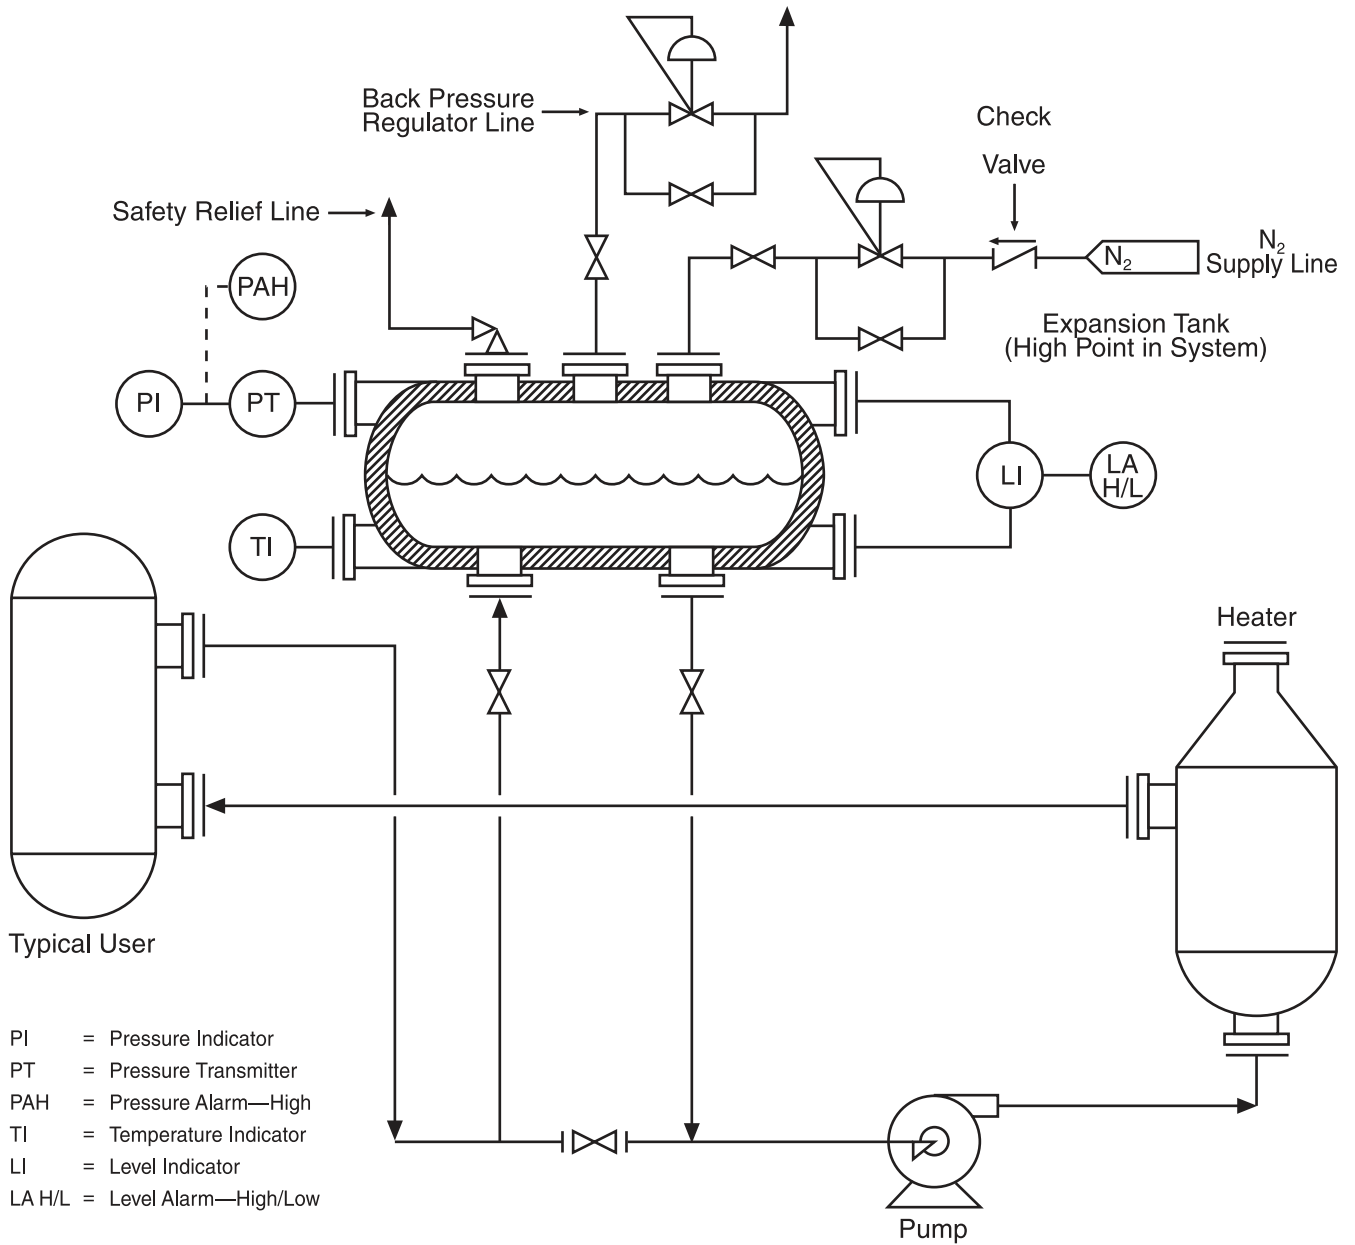 Back Pressure
Regulator Line
Check
Valve
Safety Relief Line
N2
N2
Supply Line
PAH
Expansion Tank
(High Point in System)
PI
PT
LI
LA
H/L
TI
Heater
Typical User
PI = Pressure Indicator
PT = Pressure Transmitter
PAH = Pressure Alarm—High
TI = Temperature Indicator
LI = Level Indicator
LA H/L = Level Alarm—High/Low
Pump